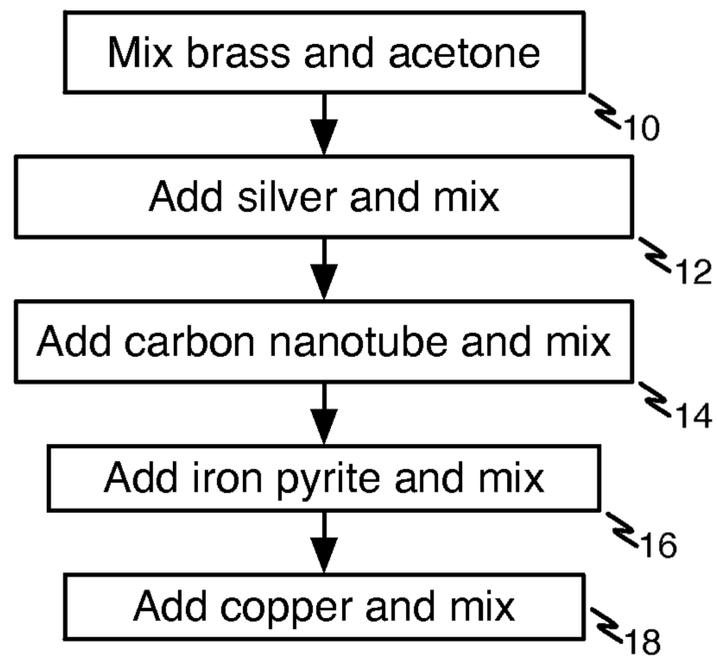 Mix brass and acetone
10
Add silver and mix
12
Add carbon nanotube and mix
14
Add iron pyrite and mix
16
Add copper and mix
18